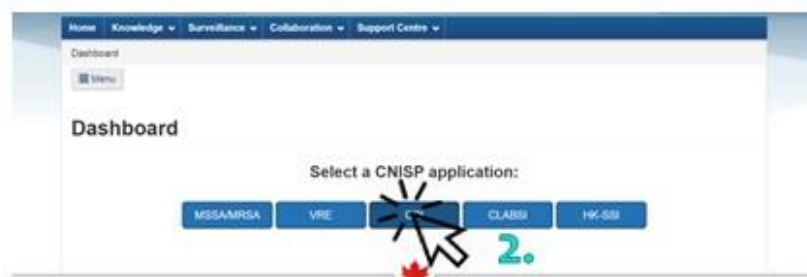 Home Knowledge Surveillance Collaboration Support Centre
Dashboard
Menu
Dashboard
Select a CNISP application:
MSSA/MRSA VRE CLABSI HK-SSI
2.